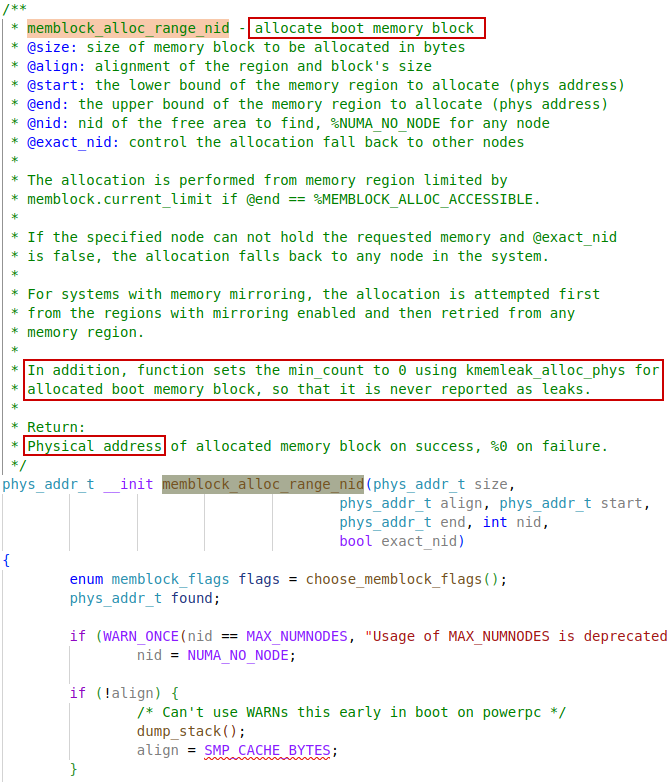 /**
 * memblock_alloc_range_nid - allocate boot memory block
 * @size: size of memory block to be allocated in bytes
 * @align: alignment of the region and block's size
 * @start: the lower bound of the memory region to allocate (phys address)
 * @end: the upper bound of the memory region to allocate (phys address)
 * @nid: nid of the free area to find, %NUMA_NO_NODE for any node
 * @exact_nid: control the allocation fall back to other nodes
 *
 * The allocation is performed from memory region limited by
 * memblock.current_limit if @end == %MEMBLOCK_ALLOC_ACCESSIBLE.
 *
 * If the specified node can not hold the requested memory and @exact_nid
 * is false, the allocation falls back to any node in the system.
 *
 * For systems with memory mirroring, the allocation is attempted first
 * from the regions with mirroring enabled and then retried from any
 * memory region.
 *
 * In addition, function sets the min_count to 0 using kmemleak_alloc_phys for
 * allocated boot memory block, so that it is never reported as leaks.
 *
 * Return:
 * Physical address of allocated memory block on success, %0 on failure.
 */
phys_addr_t __init memblock_alloc_range_nid(phys_addr_t size,
                                        phys_addr_t align, phys_addr_t start,
                                        phys_addr_t end, int nid,
                                        bool exact_nid)
{
        enum memblock_flags flags = choose_memblock_flags();
        phys_addr_t found;

        if (WARN_ONCE(nid == MAX_NUMNODES, "Usage of MAX_NUMNODES is deprecated
                nid = NUMA_NO_NODE;

        if (!align) {
                /* Can't use WARNs this early in boot on powerpc */
                dump_stack();
                align = SMP_CACHE_BYTES;
        }